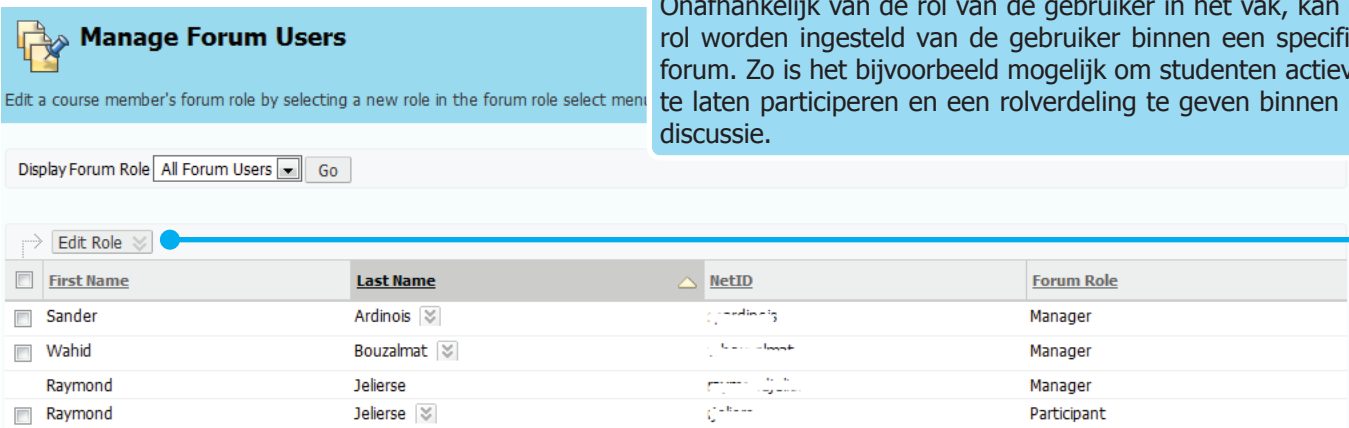 Manage Forum Users
Edit a course member's forum role by selecting a new role in the forum role select menu
Onafhankelijk van de rol van de gebruiker in het vak, kan
rol worden ingesteld van de gebruiker binnen een specifi
forum. Zo is het bijvoorbeeld mogelijk om studenten actiev
te laten participeren en een rolverdeling te geven binnen
discussie.
Display Forum Role All Forum Users Go
Edit Role
First Name Last Name NetID Forum Role
Sander Ardinois Manager
Wahid Bouzalmat Manager
Raymond Jelierse Manager
Raymond Jelierse Participant